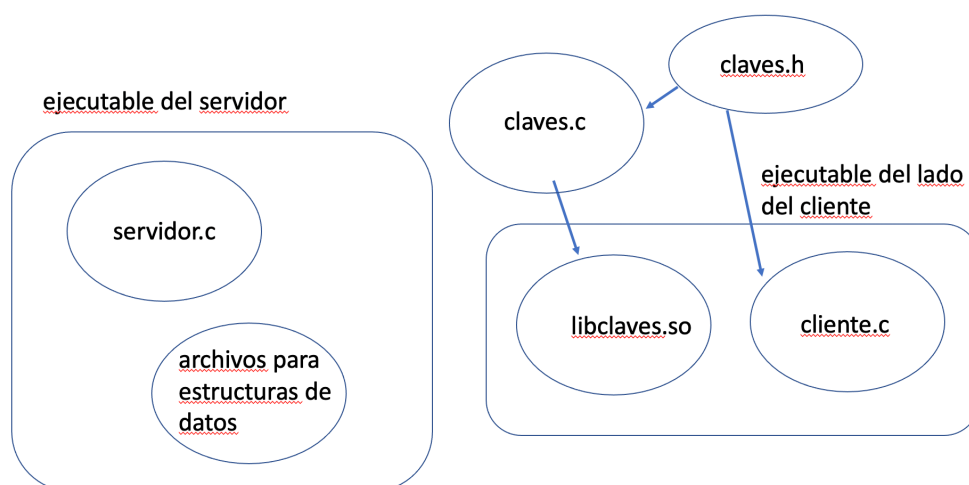 ejecutable del servidor
servidor.c
archivos para
estructuras de
datos
claves.c
claves.h
ejecutable del lado
del cliente
libclaves.so
cliente.c